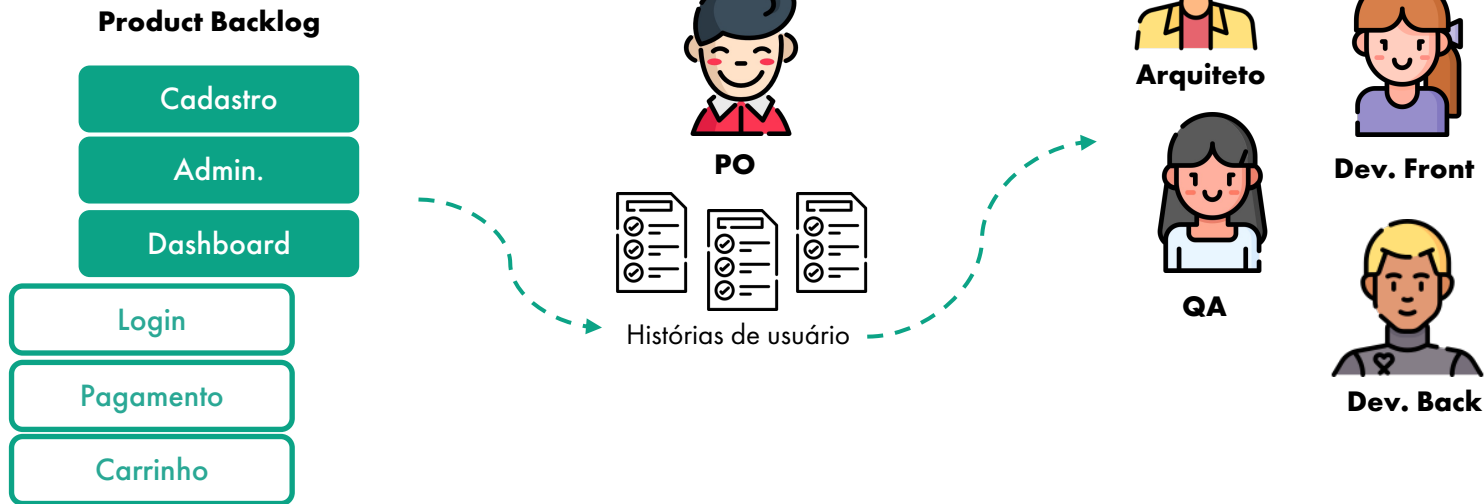 Product Backlog
Cadastro
Admin.
Dashboard
Login
Pagamento
Carrinho
PO
Histórias de usuário
Arquiteto
Dev. Front
QA
Dev. Back